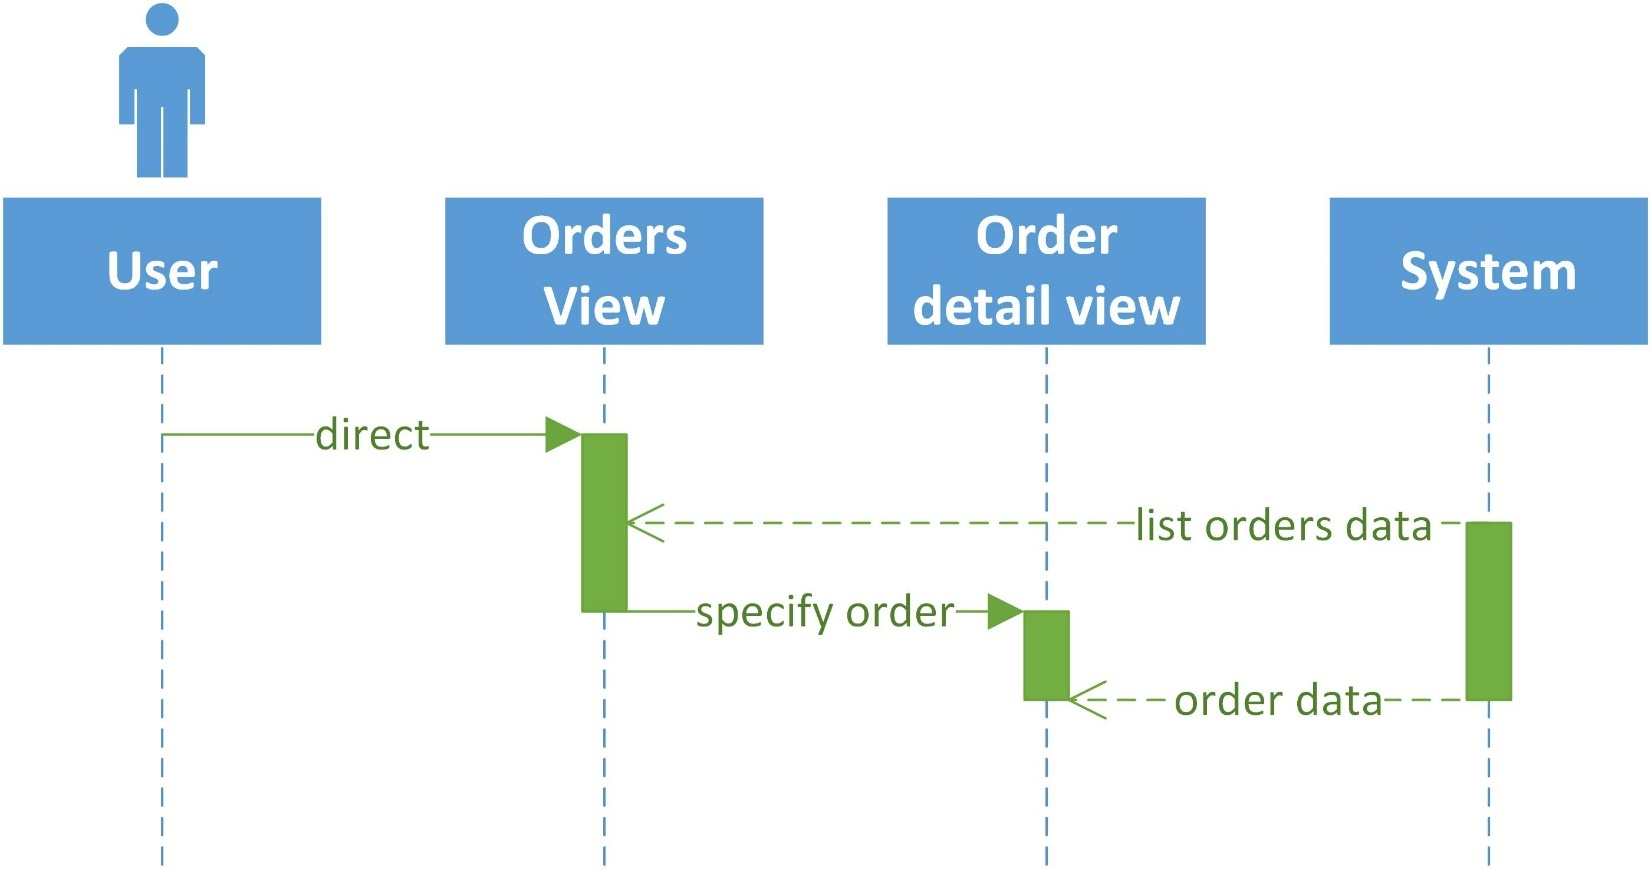 User
Orders
View
Order
detail view
System
direct
list orders data
specify order
order data